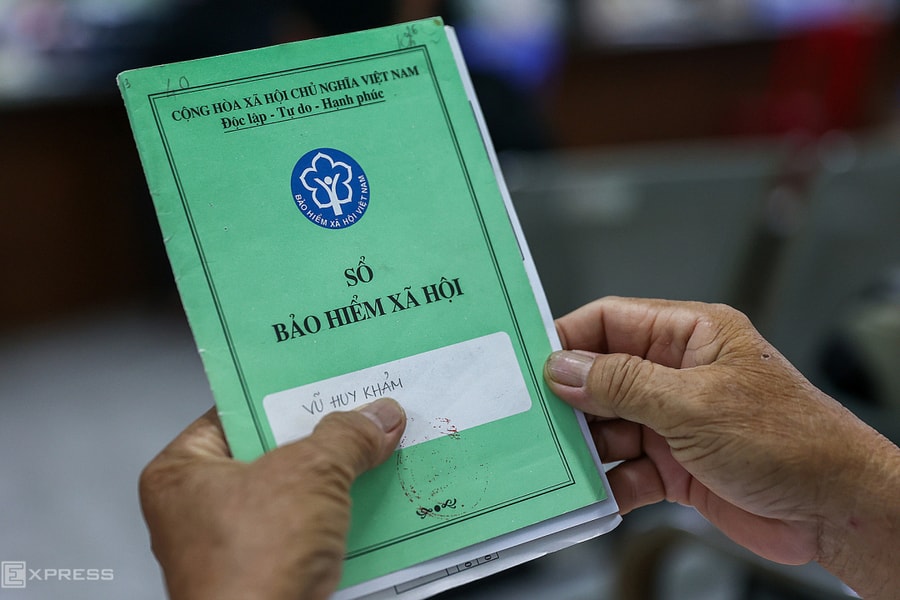 CỘNG HÒA XÃ HỘI CHỦ NGHĨA VIỆT NAM
Độc lập - Tự do - Hạnh phúc
BẢO HIỂM XÃ HỘI VIỆT NAM
SỔ
BẢO HIỂM XÃ HỘI
VŨ HUY KHẢM
EXPRESS